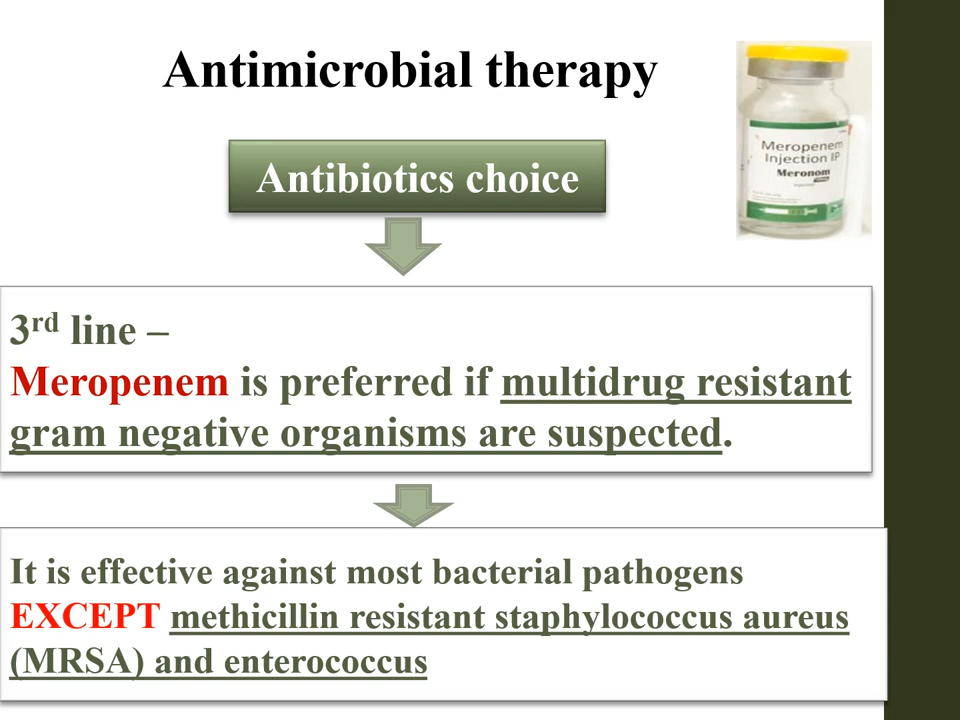 Antimicrobial therapy
Meropenem
Injection IP
Meronom
Antibiotics choice
3rd line –
Meropenem is preferred if multidrug resistant
gram negative organisms are suspected.
It is effective against most bacterial pathogens
EXCEPT methicillin resistant staphylococcus aureus
(MRSA) and enterococcus